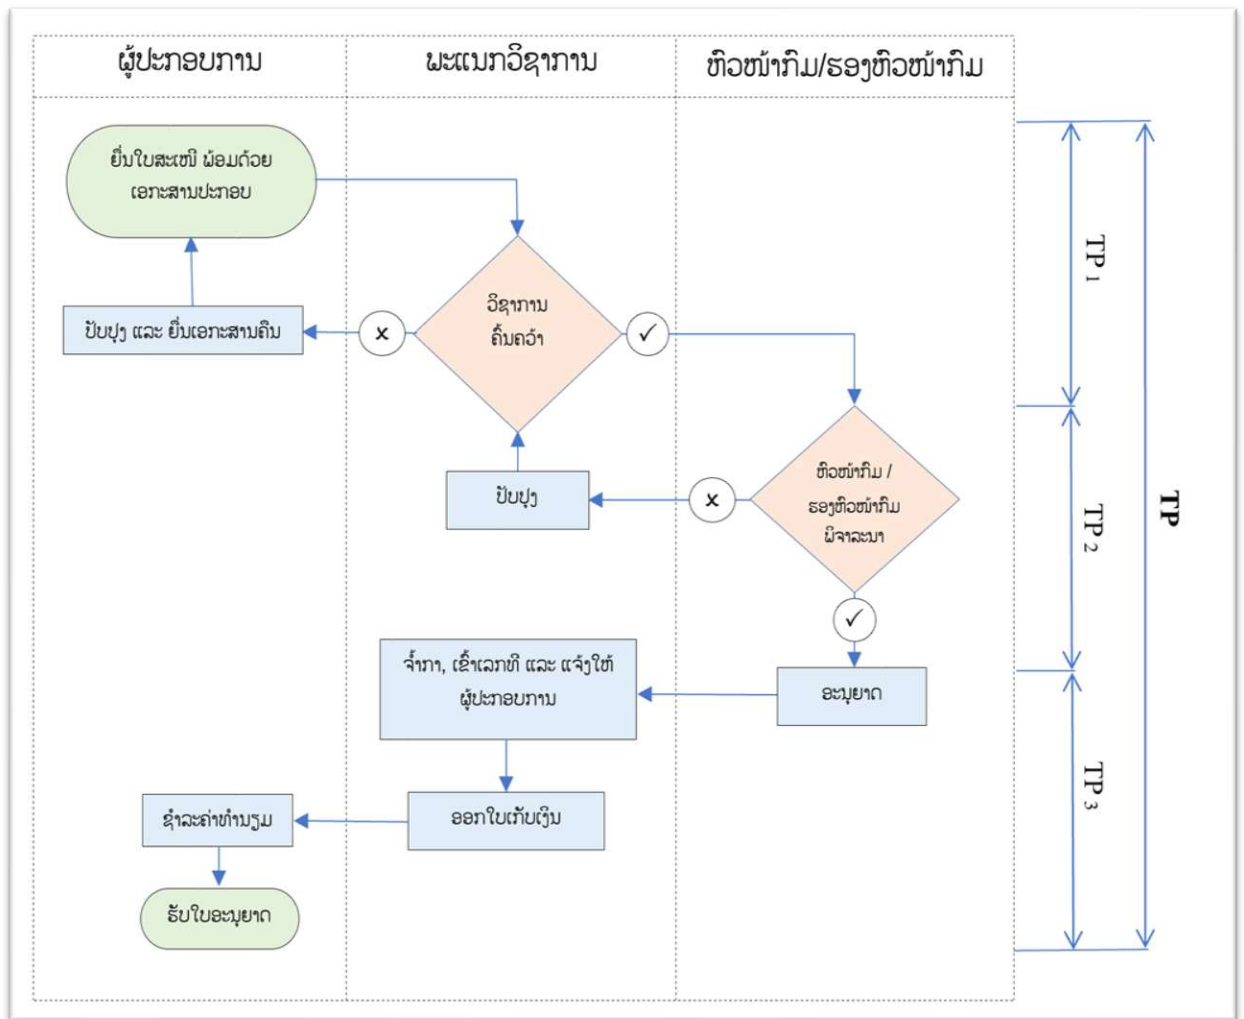 ຜູ້ປະກອບການ
ພະແນກວິຊາການ
ຫົວໜ້າກົມ/ຮອງຫົວໜ້າກົມ
ຍື່ນໃບສະເໜີ ພ້ອມດ້ວຍ
ເອກະສານປະກອບ
ວິຊາການ
ຄົ້ນຄວ້າ
ປັບປຸງ ແລະ ຍື່ນເອກະສານຄືນ
x
✓
TP 1
ຫົວໜ້າກົມ /
ຮອງຫົວໜ້າກົມ
ພິຈາລະນາ
x
ປັບປຸງ
✓
TP 2
TP
ຈໍ້າກາ, ເຂົ້າເລກທີ ແລະ ແຈ້ງໃຫ້
ຜູ້ປະກອບການ
ອະນຸຍາດ
ອອກໃບເກັບເງິນ
ຊໍາລະຄ່າທໍານຽມ
TP 3
ຮັບໃບອະນຸຍາດ